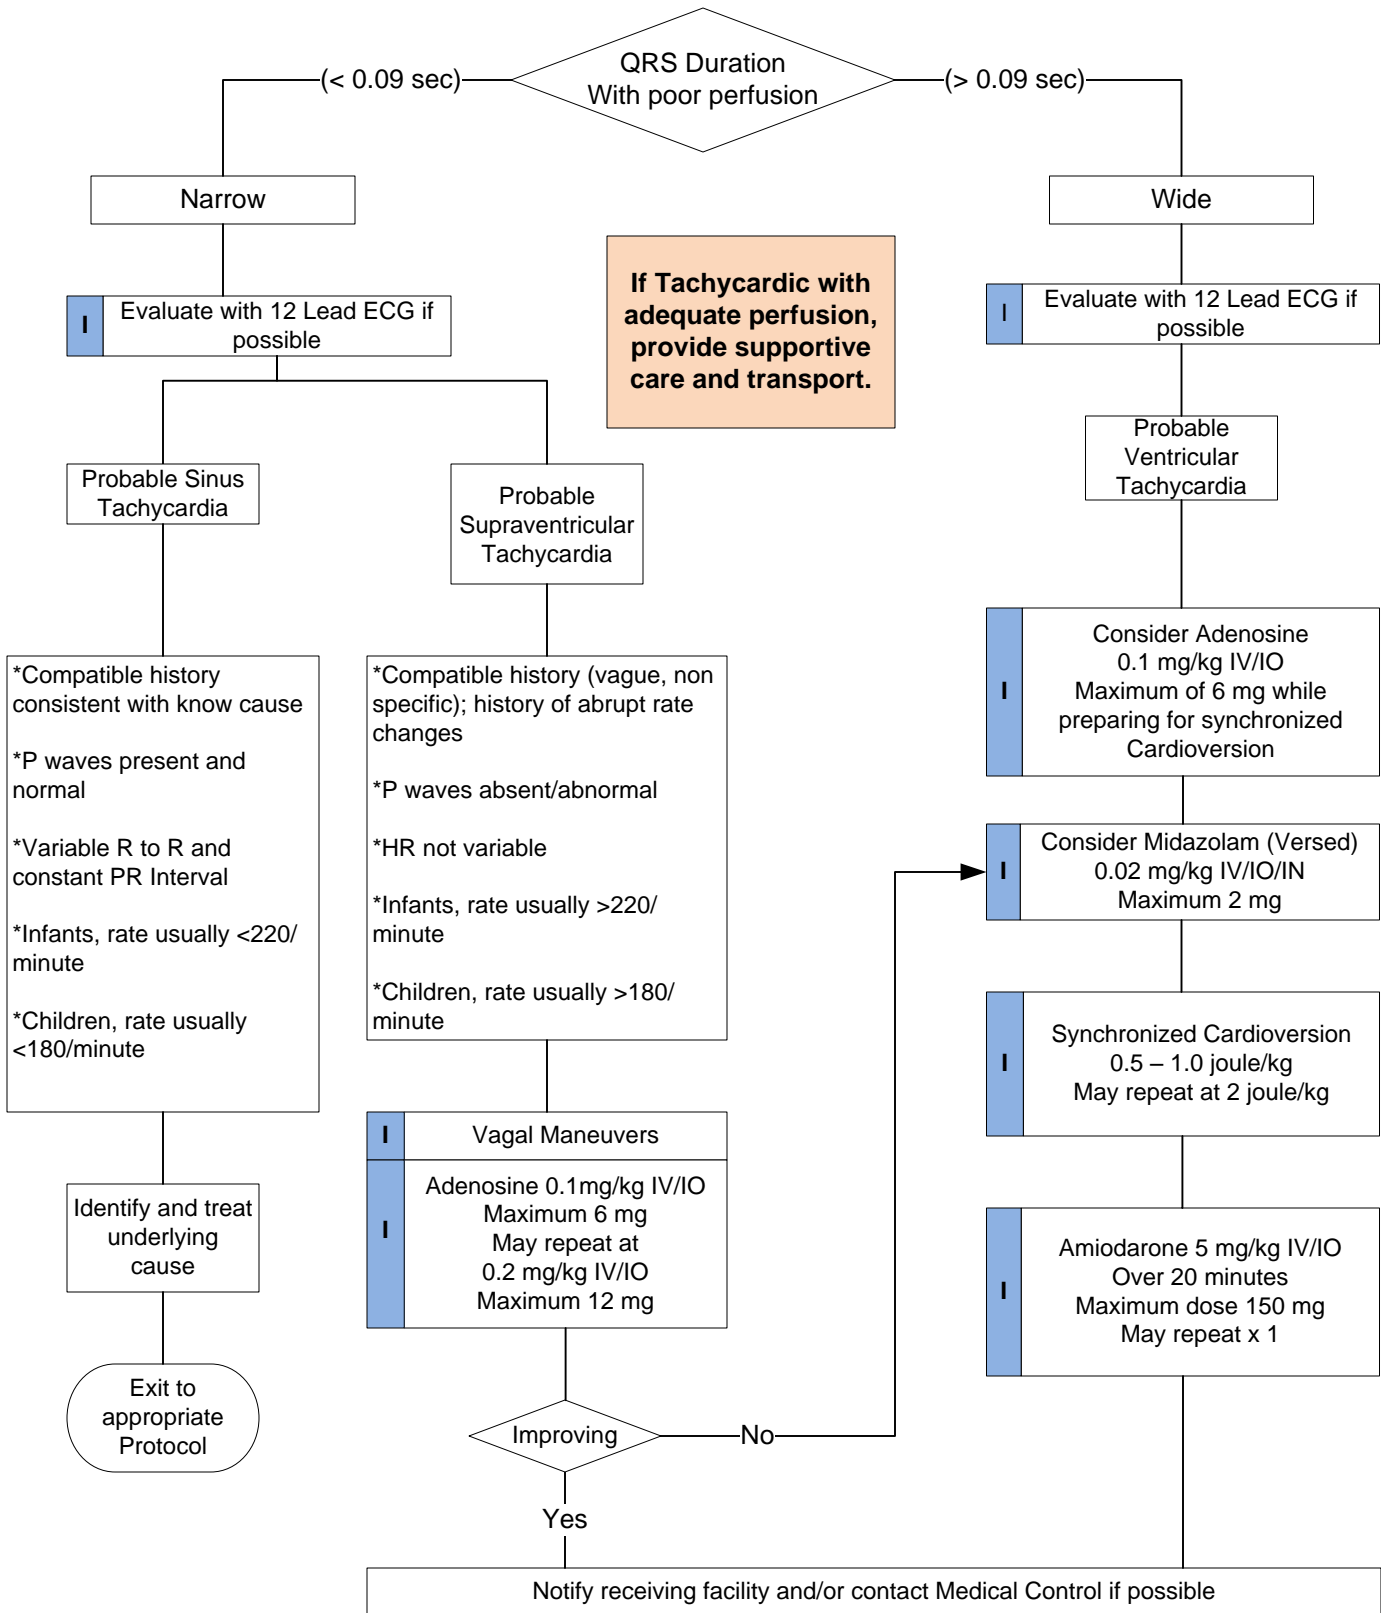 QRS Duration
With poor perfusion
(< 0.09 sec)
(> 0.09 sec)
Narrow
Wide
If Tachycardic with
adequate perfusion,
provide supportive
care and transport.
I
Evaluate with 12 Lead ECG if
possible
I
Evaluate with 12 Lead ECG if
possible
Probable Sinus
Tachycardia
Probable
Supraventricular
Tachycardia
Probable
Ventricular
Tachycardia
*Compatible history
consistent with know cause
*P waves present and
normal
*Variable R to R and
constant PR Interval
*Infants, rate usually <220/
minute
*Children, rate usually
<180/minute
*Compatible history (vague, non
specific); history of abrupt rate
changes
*P waves absent/abnormal
*HR not variable
*Infants, rate usually >220/
minute
*Children, rate usually >180/
minute
I
Consider Adenosine
0.1 mg/kg IV/IO
Maximum of 6 mg while
preparing for synchronized
Cardioversion
I
Consider Midazolam (Versed)
0.02 mg/kg IV/IO/IN
Maximum 2 mg
I
Synchronized Cardioversion
0.5 – 1.0 joule/kg
May repeat at 2 joule/kg
I
Vagal Maneuvers
I
Adenosine 0.1mg/kg IV/IO
Maximum 6 mg
May repeat at
0.2 mg/kg IV/IO
Maximum 12 mg
Identify and treat
underlying
cause
I
Amiodarone 5 mg/kg IV/IO
Over 20 minutes
Maximum dose 150 mg
May repeat x 1
Exit to
appropriate
Protocol
Improving
No
Yes
Notify receiving facility and/or contact Medical Control if possible